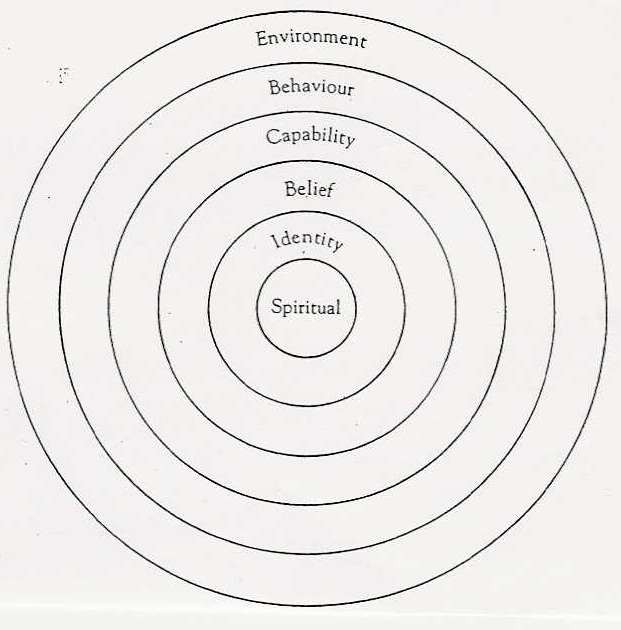 Environment
Behaviour
Capability
Belief
Identity
Spiritual